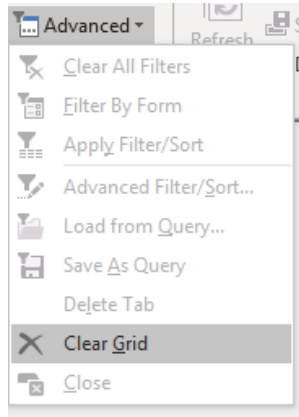 Advanced
Refresh
Clear All Filters
Filter By Form
Apply Filter/Sort
Advanced Filter/Sort...
Load from Query...
Save As Query
Delete Tab
Clear Grid
Close